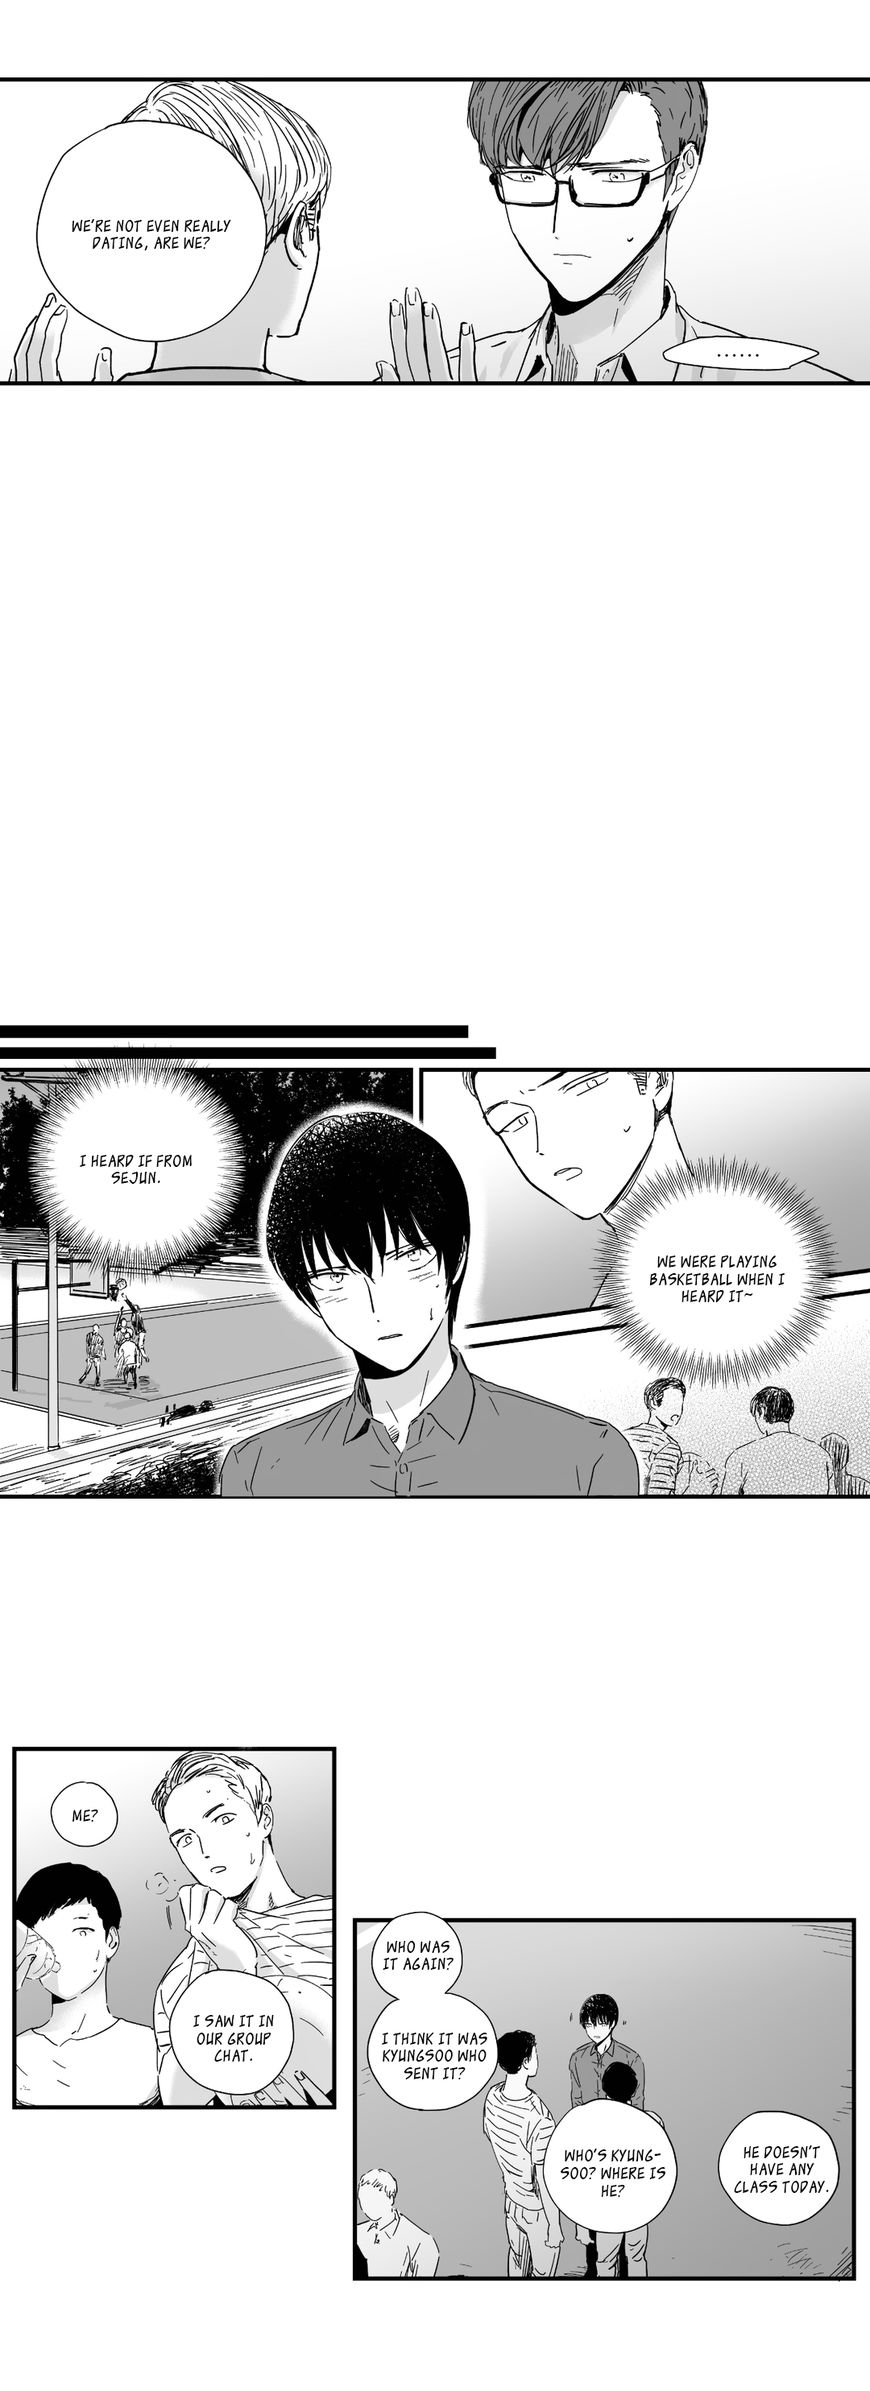 WE'RE NOT EVEN REALLY
DATING, ARE WE?
......
I HEARD IF FROM
SEJUN.
WE WERE PLAYING
BASKETBALL WHEN I
HEARD IT~
ME?
I SAW IT IN
OUR GROUP
CHAT.
WHO WAS
IT AGAIN?
I THINK IT WAS
KYUNGSOO WHO
SENT IT?
WHO'S KYUNG-
SOO? WHERE IS
HE?
HE DOESN'T
HAVE ANY
CLASS TODAY.